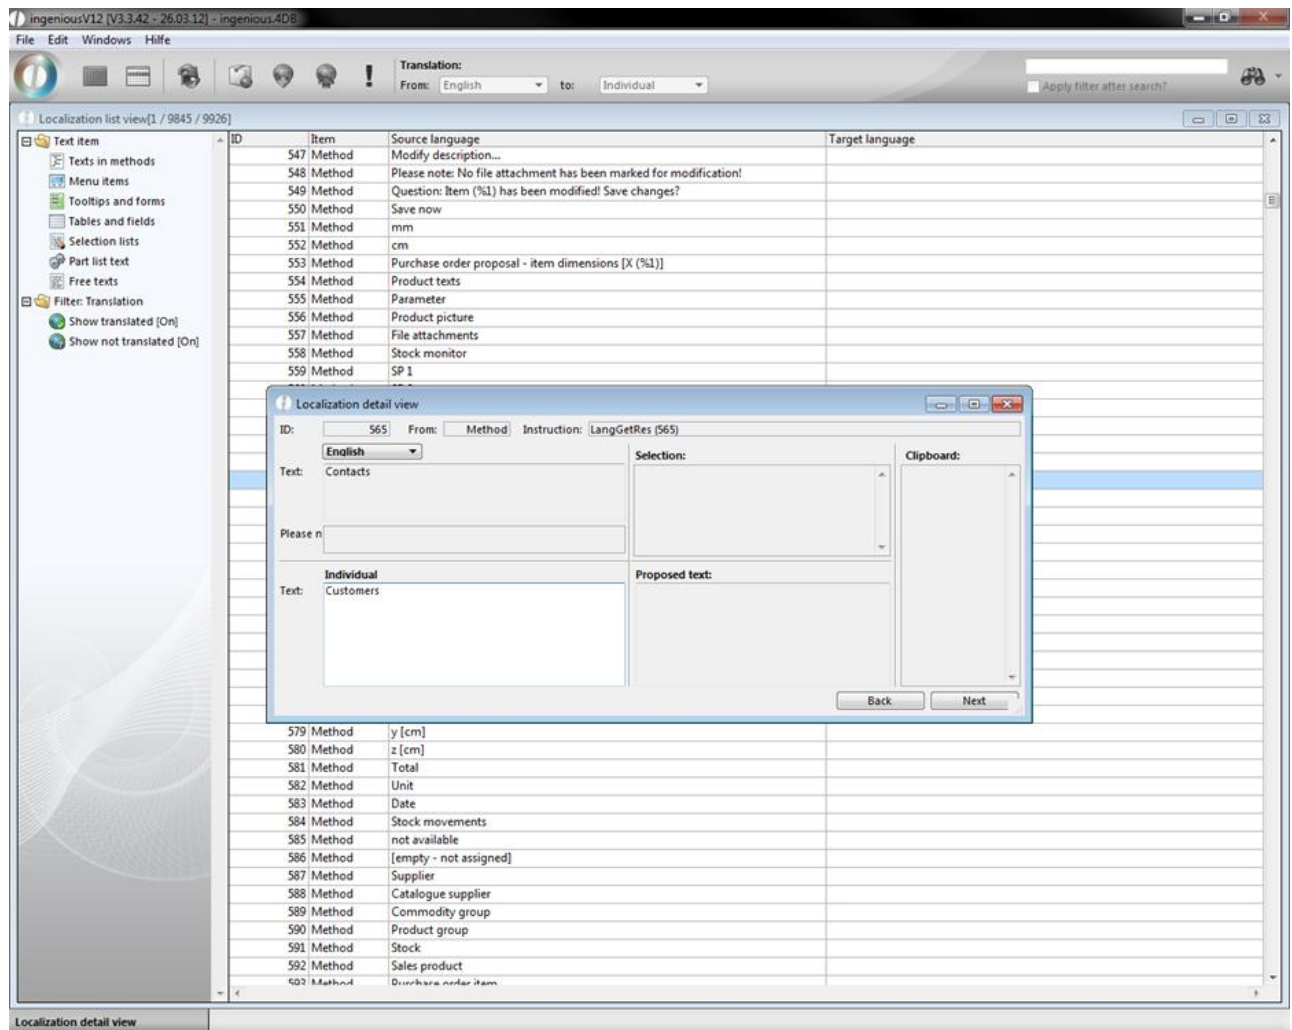 ingeniousV12 [V3.3.42 - 26.03.12] - ingenious.4DB
File Edit Windows Hilfe
Translation:
From: English to: Individual
Apply filter after search?
Localization list view[1 / 9845 / 9926]
Text item
Texts in methods
Menu items
Tooltips and forms
Tables and fields
Selection lists
Part list text
Free texts
Filter: Translation
Show translated [On]
Show not translated [On]
ID Item Source language Target language
547 Method Modify description...
548 Method Please note: No file attachment has been marked for modification!
549 Method Question: Item (%1) has been modified! Save changes?
550 Method Save now
551 Method mm
552 Method cm
553 Method Purchase order proposal - item dimensions [X (%1)]
554 Method Product texts
555 Method Parameter
556 Method Product picture
557 Method File attachments
558 Method Stock monitor
559 Method SP 1
Localization detail view
ID: 565 From: Method Instruction: LangGetRes (565)
English
Selection:
Clipboard:
Text: Contacts
Please n
Individual
Proposed text:
Text: Customers
Back Next
579 Method y [cm]
580 Method z [cm]
581 Method Total
582 Method Unit
583 Method Date
584 Method Stock movements
585 Method not available
586 Method [empty - not assigned]
587 Method Supplier
588 Method Catalogue supplier
589 Method Commodity group
590 Method Product group
591 Method Stock
592 Method Sales product
593 Method Purchase order item
Localization detail view